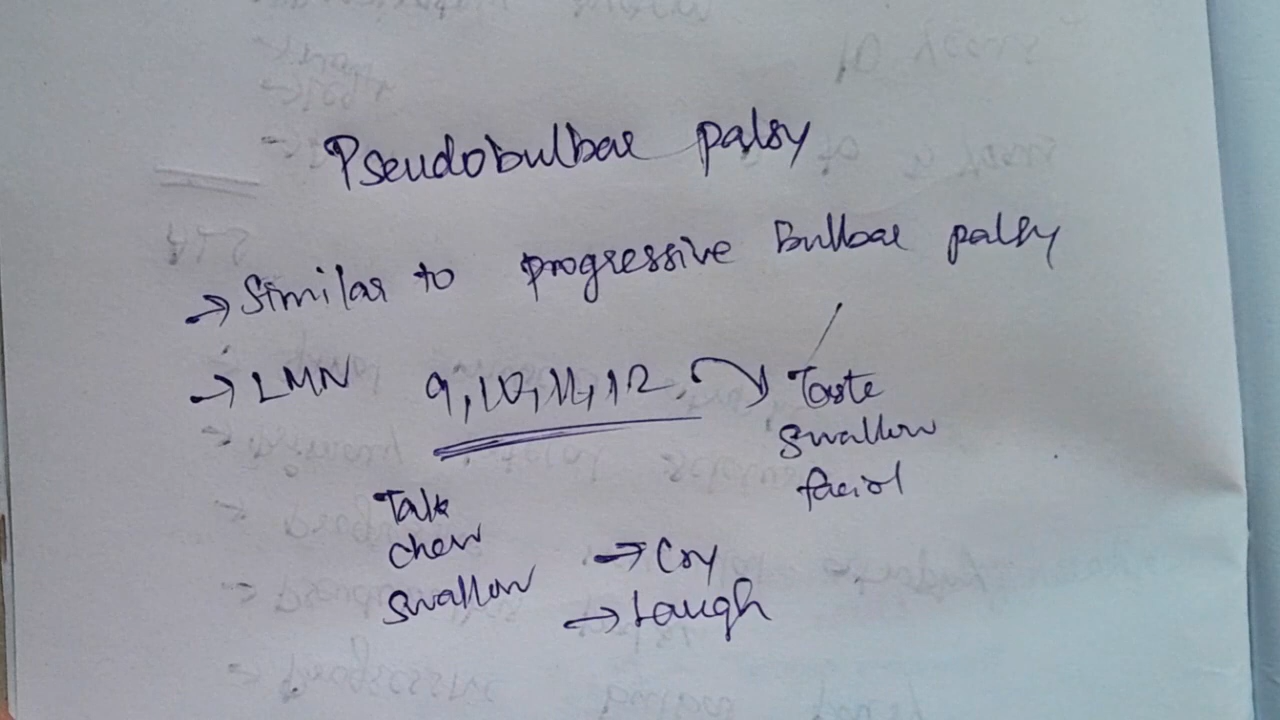 Pseudobulbar palsy
→ Similar to progressive Bulbar palsy
→ LMN 9, 10, 11, 12 → Taste
swallow
facial
Talk
chew
swallow
→ Cry
→ Laugh